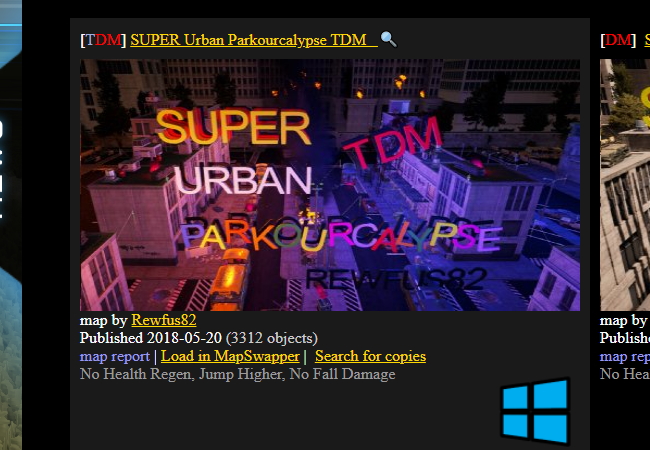 [TDM] SUPER Urban Parkourcalypse TDM
SUPER
TDM
URBAN
PARKOURCALYPSE
REWFUS82
map by Rewfus82
Published 2018-05-20 (3312 objects)
map report | Load in MapSwapper | Search for copies
No Health Regen, Jump Higher, No Fall Damage
[DM] S
map by
Publish
map rep
No Hea